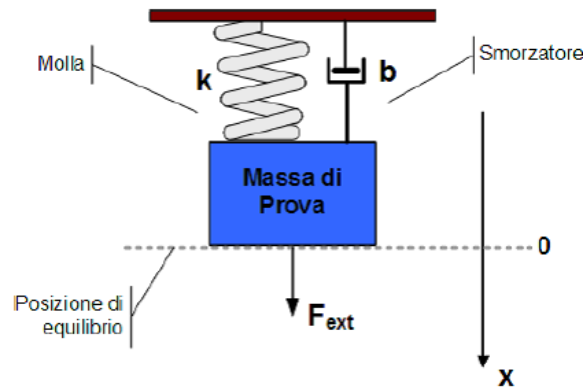 Molla
k
b
Smorzatore
Massa di
Prova
0
Posizione di
equilibrio
F_ext
x